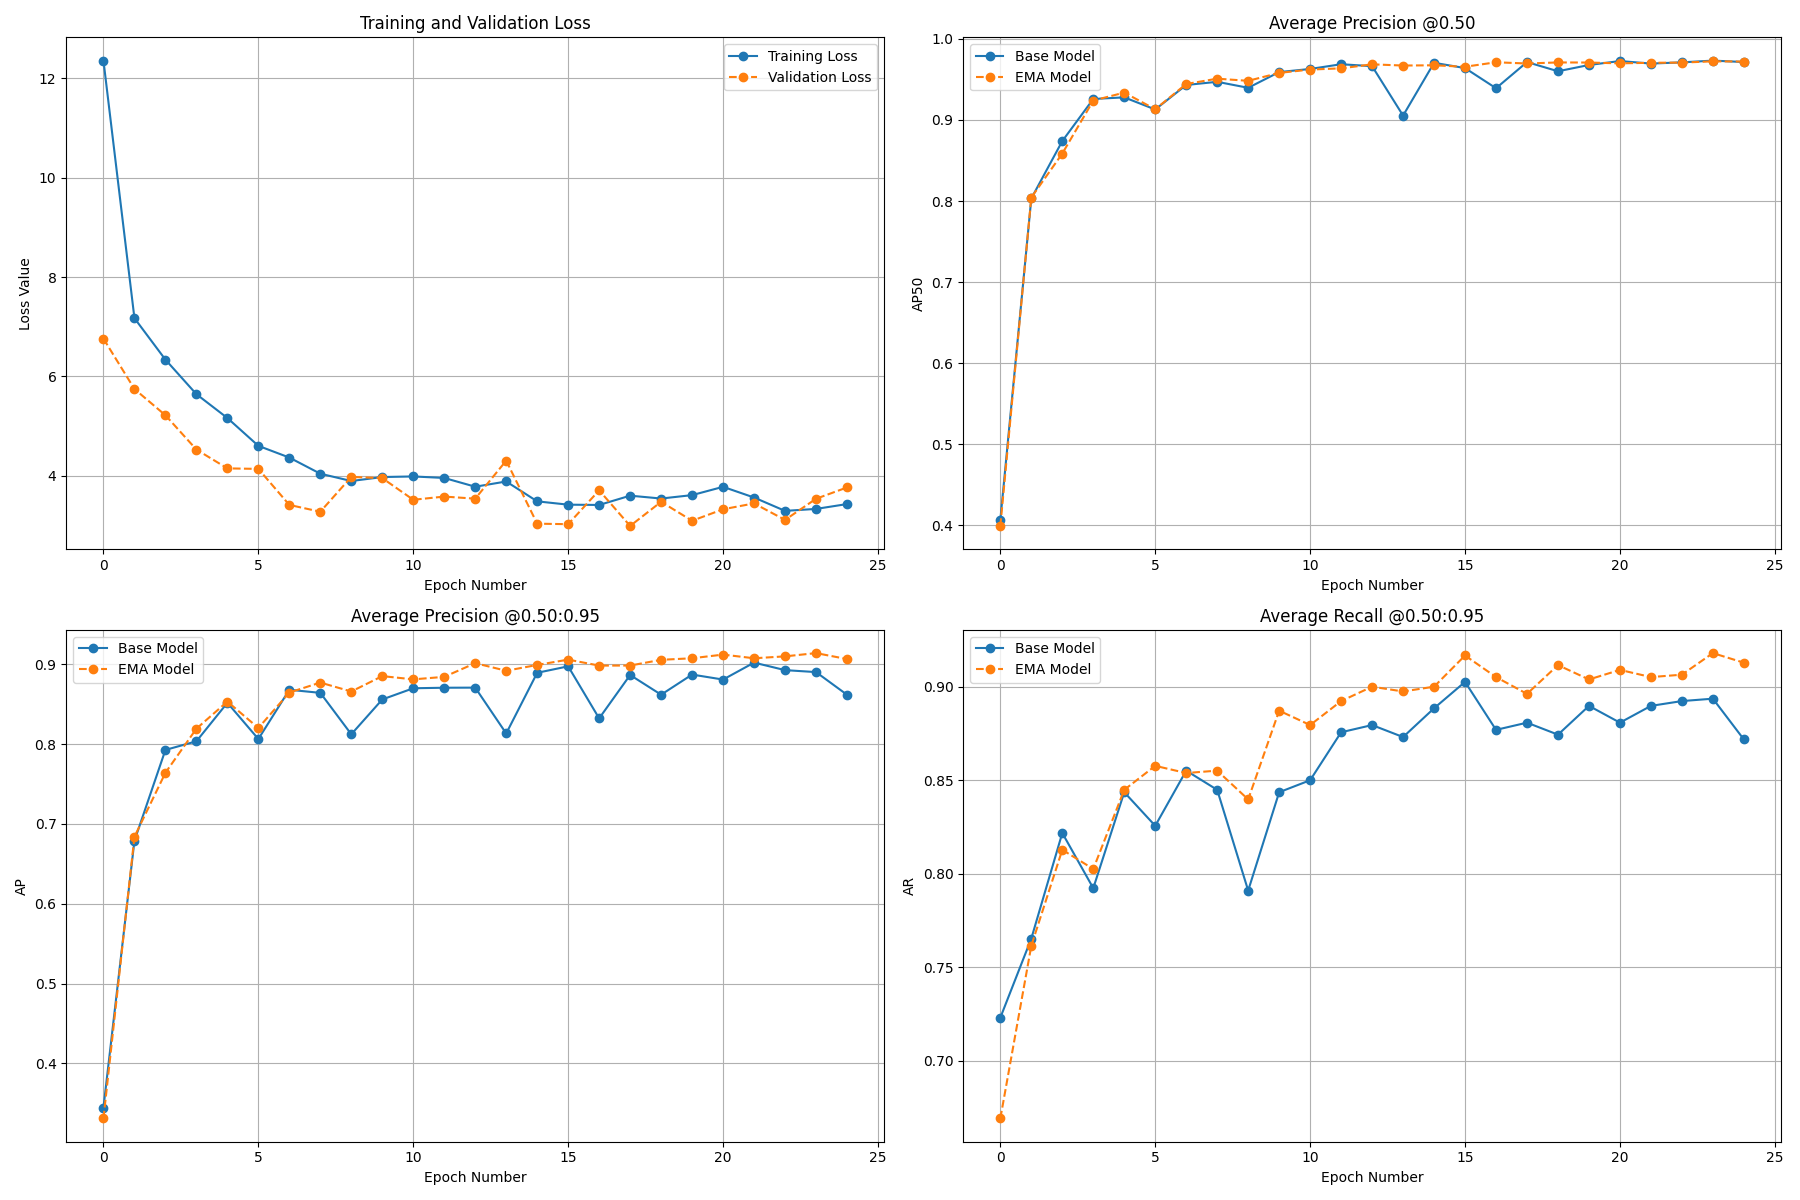 Training and Validation Loss
Training Loss
Validation Loss
Loss Value
12
10
8
6
4
0 5 10 15 20 25
Epoch Number
Average Precision @0.50
Base Model
EMA Model
AP50
1.0
0.9
0.8
0.7
0.6
0.5
0.4
0 5 10 15 20 25
Epoch Number
Average Precision @0.50:0.95
Base Model
EMA Model
AP
0.9
0.8
0.7
0.6
0.5
0.4
0 5 10 15 20 25
Epoch Number
Average Recall @0.50:0.95
Base Model
EMA Model
AR
0.90
0.85
0.80
0.75
0.70
0 5 10 15 20 25
Epoch Number